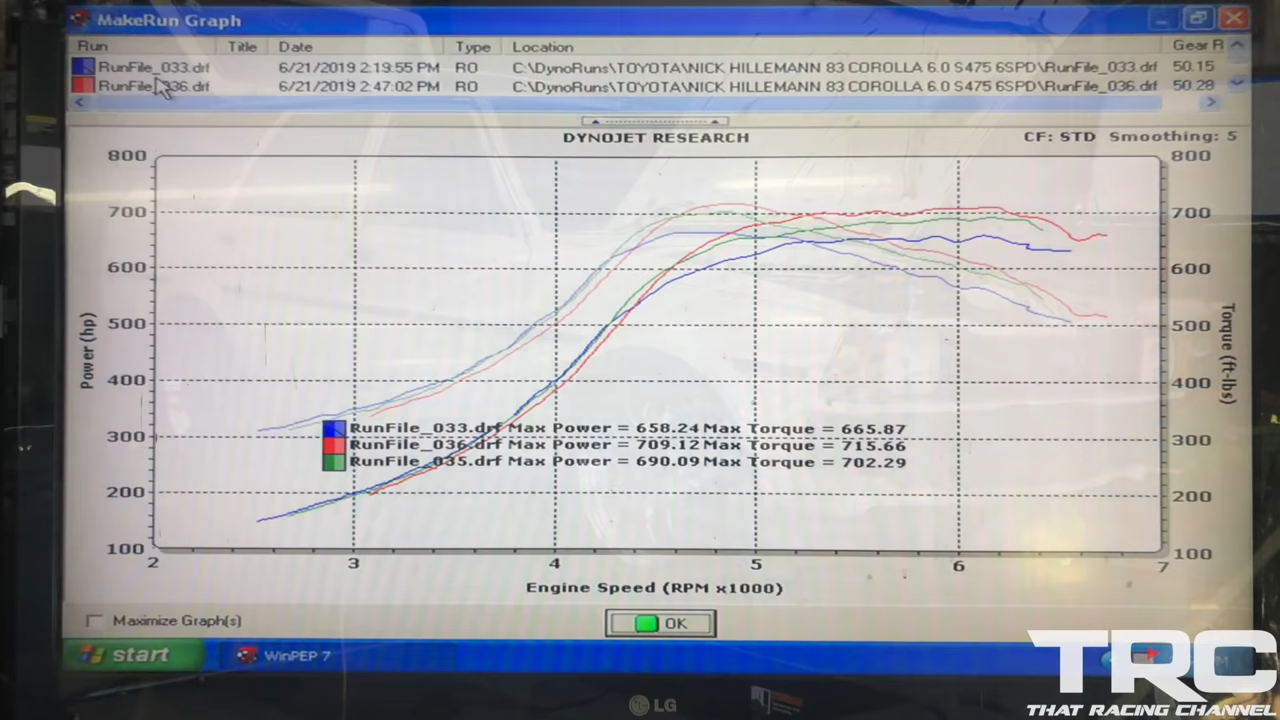 MakeRun Graph
Run Title Date Type Location Gear R
RunFile_033.drf 6/21/2019 2:19:55 PM RO C:\DynoRuns\TOYOTA\NICK HILLEMANN 83 COROLLA 6.0 S475 6SPD\RunFile_033.drf 50.15
RunFile_036.drf 6/21/2019 2:47:02 PM RO C:\DynoRuns\TOYOTA\NICK HILLEMANN 83 COROLLA 6.0 S475 6SPD\RunFile_036.drf 50.28
DYNOJET RESEARCH CF: STD Smoothing: 5
800 800
700 700
600 600
500 500
400 400
300 300
200 200
100 100
Power (hp)
Torque (ft-lbs)
RunFile_033.drf Max Power = 658.24 Max Torque = 665.87
RunFile_036.drf Max Power = 709.12 Max Torque = 715.66
RunFile_035.drf Max Power = 690.09 Max Torque = 702.29
2 3 4 5 6 7
Engine Speed (RPM x1000)
Maximize Graph(s) OK
start WinPEP 7
LG
TRC
THAT RACING CHANNEL